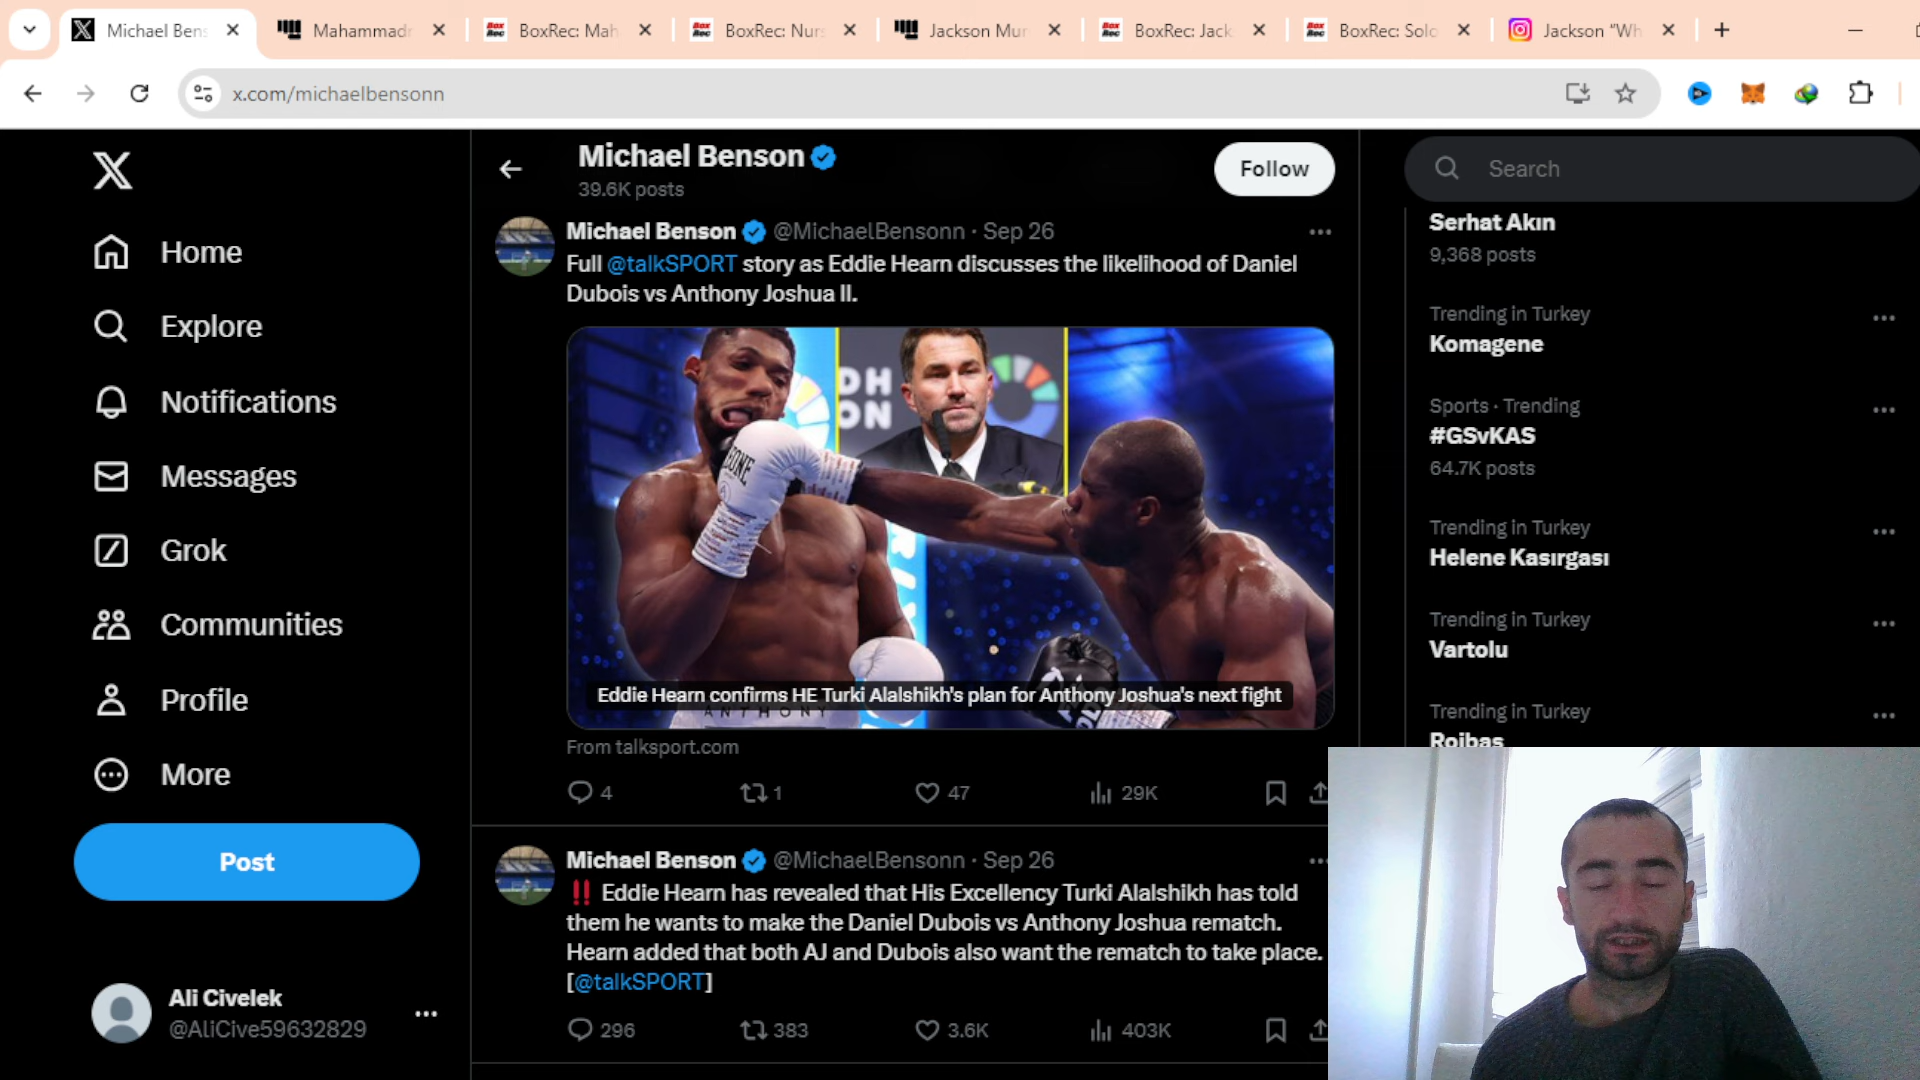 Michael Bens
Mahammadr
BoxRec: Mah
BoxRec: Nurs
Jackson Mur
BoxRec: Jack
BoxRec: Solo
Jackson "Wh
x.com/michaelbensonn
Home
Explore
Notifications
Messages
Grok
Communities
Profile
More
Post
Ali Civelek
@AliCive59632829
Michael Benson
39.6K posts
Follow
Michael Benson @MichaelBensonn · Sep 26
Full @talkSPORT story as Eddie Hearn discusses the likelihood of Daniel
Dubois vs Anthony Joshua II.
DH
ON
LEONE
ANTHONY
Eddie Hearn confirms HE Turki Alalshikh's plan for Anthony Joshua's next fight
From talksport.com
4 1 47 29K
Michael Benson @MichaelBensonn · Sep 26
‼️ Eddie Hearn has revealed that His Excellency Turki Alalshikh has told
them he wants to make the Daniel Dubois vs Anthony Joshua rematch.
Hearn added that both AJ and Dubois also want the rematch to take place.
[@talkSPORT]
296 383 3.6K 403K
Search
Serhat Akın
9,368 posts
Trending in Turkey
Komagene
Sports · Trending
#GSvKAS
64.7K posts
Trending in Turkey
Helene Kasırgası
Trending in Turkey
Vartolu
Trending in Turkey
Roibas